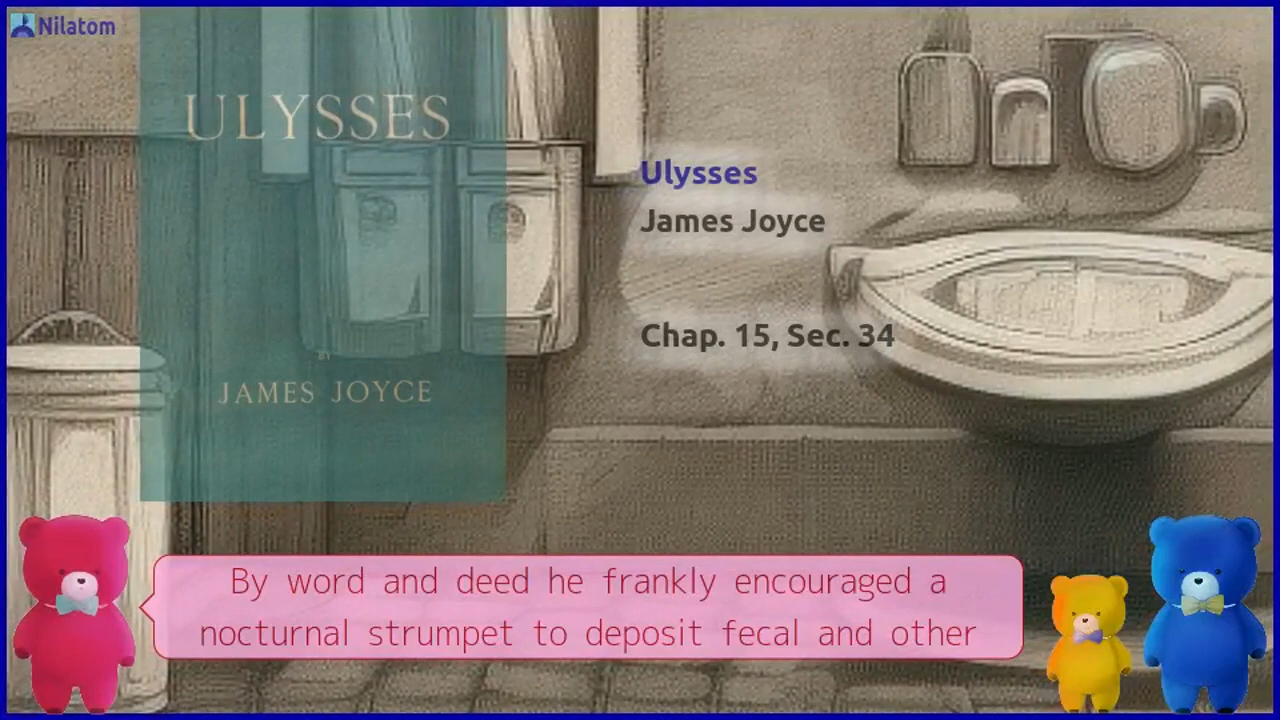 Nilatom
ULYSSES
BY
JAMES JOYCE
Ulysses
James Joyce
Chap. 15, Sec. 34
By word and deed he frankly encouraged a
nocturnal strumpet to deposit fecal and other